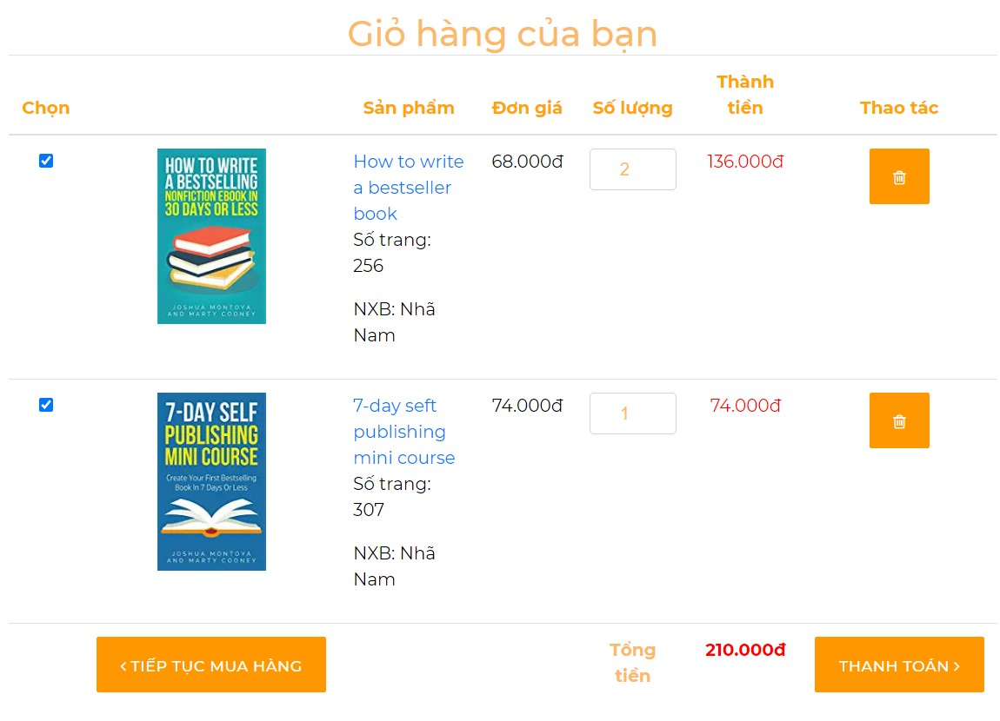 Giỏ hàng của bạn
Chọn
Sản phẩm
Đơn giá
Số lượng
Thành
tiền
Thao tác
HOW TO WRITE
A BESTSELLING
NONFICTION EBOOK IN
30 DAYS OR LESS
JOSHUA MONTOYA
AND MARTY COONEY
How to write
a bestseller
book
Số trang:
256
NXB: Nhã
Nam
68.000đ
2
136.000đ
7-DAY SELF
PUBLISHING
MINI COURSE
Create Your First Bestselling
Book In 7 Days Or Less
JOSHUA MONTOYA
AND MARTY COONEY
7-day seft
publishing
mini course
Số trang:
307
NXB: Nhã
Nam
74.000đ
1
74.000đ
‹ TIẾP TỤC MUA HÀNG
Tổng
tiền
210.000đ
THANH TOÁN ›